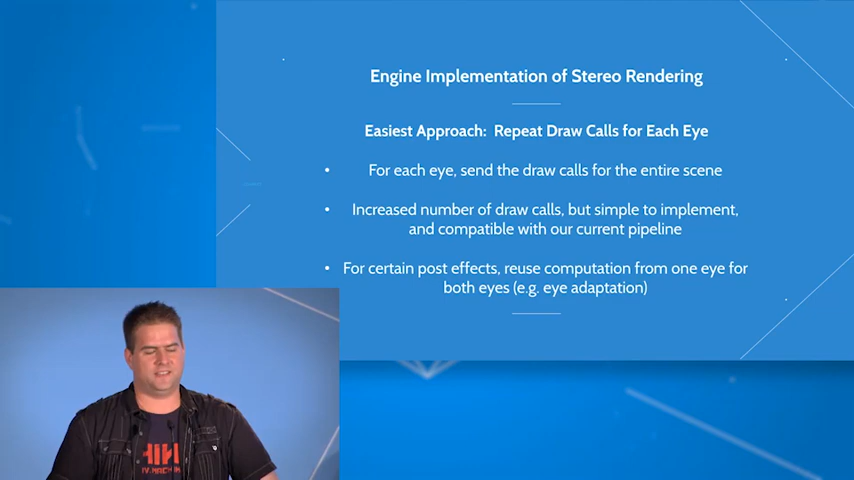 Engine Implementation of Stereo Rendering
Easiest Approach: Repeat Draw Calls for Each Eye
• For each eye, send the draw calls for the entire scene
• Increased number of draw calls, but simple to implement,
and compatible with our current pipeline
• For certain post effects, reuse computation from one eye for
both eyes (e.g. eye adaptation)